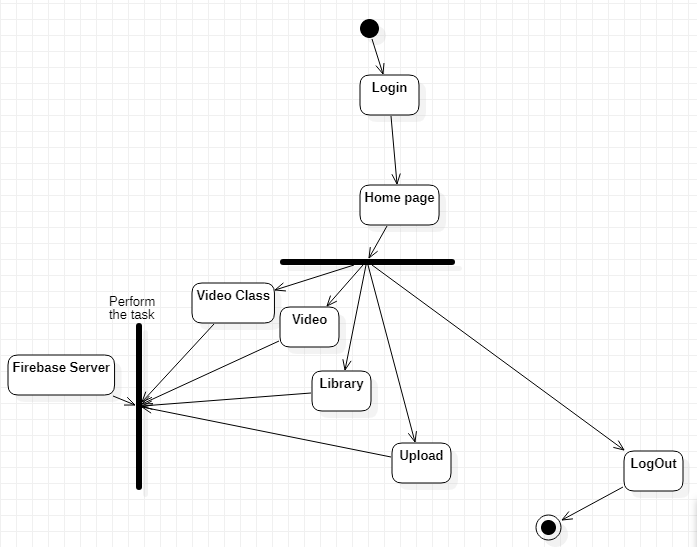 Login
Home page
Video Class
Perform
the task
Video
Firebase Server
Library
Upload
LogOut